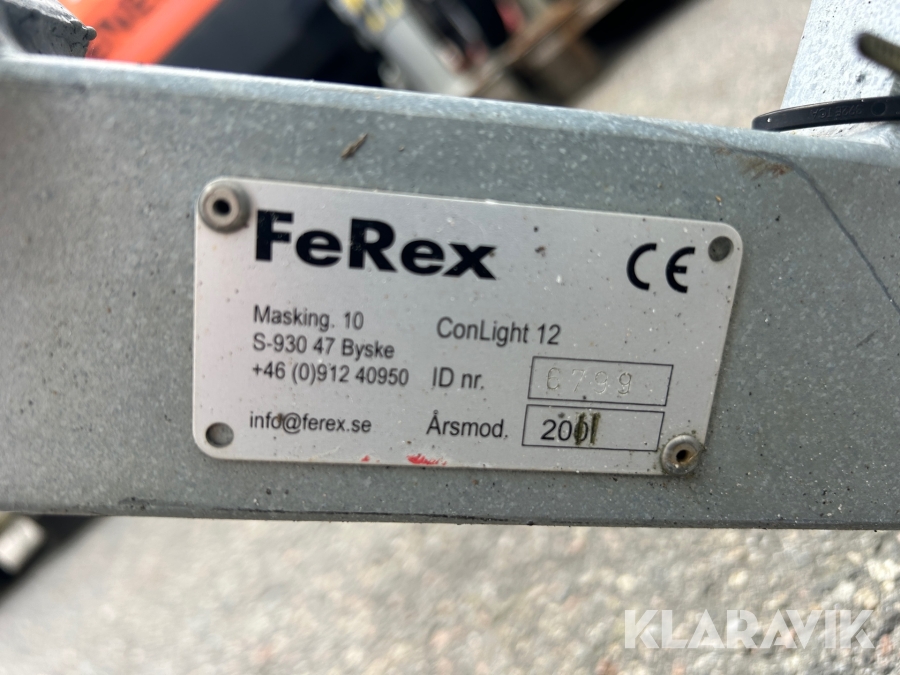 FeRex
CE
Masking. 10
S-930 47 Byske
+46 (0)912 40950
info@ferex.se
ConLight 12
ID nr.
Årsmod.
KLARAVIK